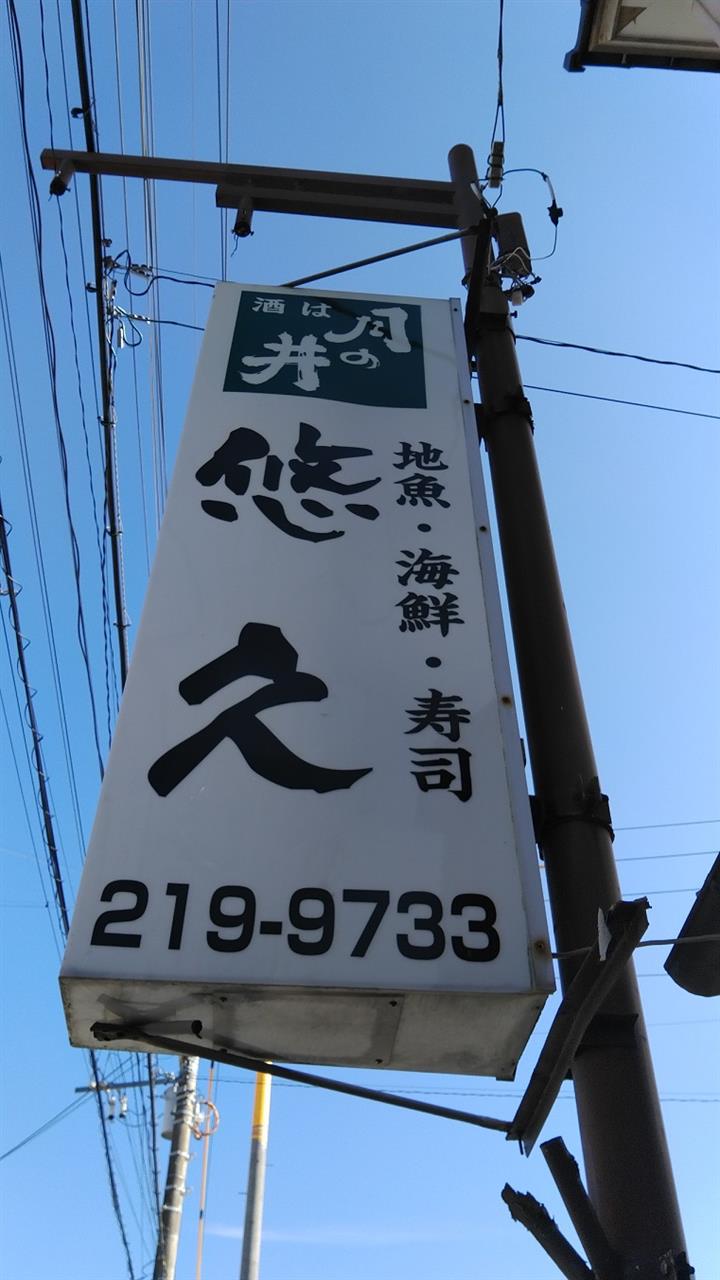 酒は
月の
井
地魚・海鮮・寿司
悠久
219-9733